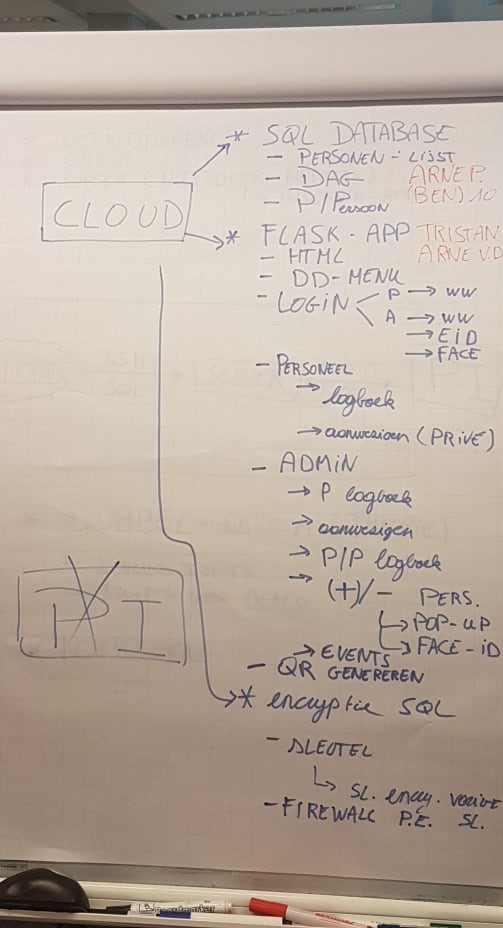 * SQL DATABASE
- PERSONEN - LIJST
- DAG ARNE P.
- P/PERSOON (BEN) 10
CLOUD
* FLASK - APP TRISTAN
- HTML ARNE V.D
- DD-MENU
- LOGIN < P → WW
A → WW
→ EiD
→ FACE
- PERSONEEL
→ logboek
→ aanwezigen (PRIVÉ)
- ADMIN
→ P logboek
→ aanwezigen
→ P/P logboek
→ (+)/- PERS.
→ POP-UP
→ FACE-iD
→ EVENTS
- QR GENEREREN
PI
* encryptie SQL
- SLEUTEL
→ SL. encry. vorige
- FIREWALL P.E. SL.